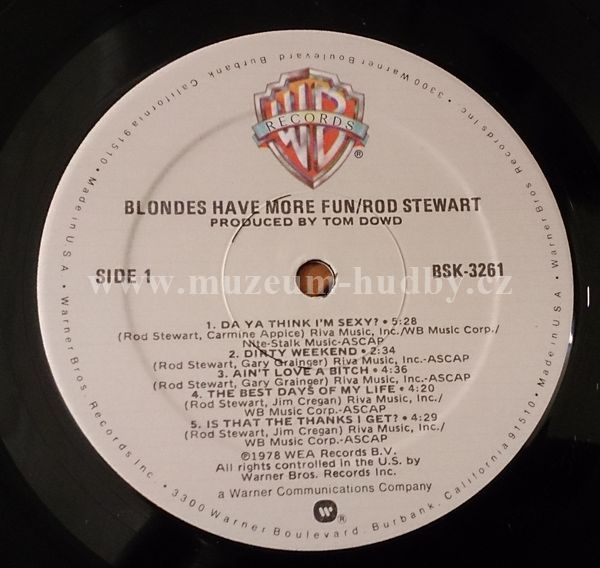 WB
RECORDS
®
BLONDES HAVE MORE FUN/ROD STEWART
PRODUCED BY TOM DOWD
SIDE 1
BSK-3261
www.muzeum-hudby.cz
1. DA YA THINK I'M SEXY? • 5:28
(Rod Stewart, Carmine Appice) Riva Music, Inc./WB Music Corp./
Nite-Stalk Music-ASCAP
2. DIRTY WEEKEND • 2:34
(Rod Stewart, Gary Grainger) Riva Music, Inc.-ASCAP
3. AIN'T LOVE A BITCH • 4:36
(Rod Stewart, Gary Grainger) Riva Music, Inc.-ASCAP
4. THE BEST DAYS OF MY LIFE • 4:20
(Rod Stewart, Jim Cregan) Riva Music, Inc./
WB Music Corp.-ASCAP
5. IS THAT THE THANKS I GET? • 4:29
(Rod Stewart, Jim Cregan) Riva Music, Inc./
WB Music Corp.-ASCAP
℗1978 WEA Records B.V.
All rights controlled in the U.S. by
Warner Bros. Records Inc.
a Warner Communications Company
®
Warner Bros. Records Inc. • 3300 Warner Boulevard, Burbank, California 91510 • Made in U.S.A. • Warner Bros. Records Inc. • 3300 Warner Boulevard, Burbank, California 91510 • Made in U.S.A. •